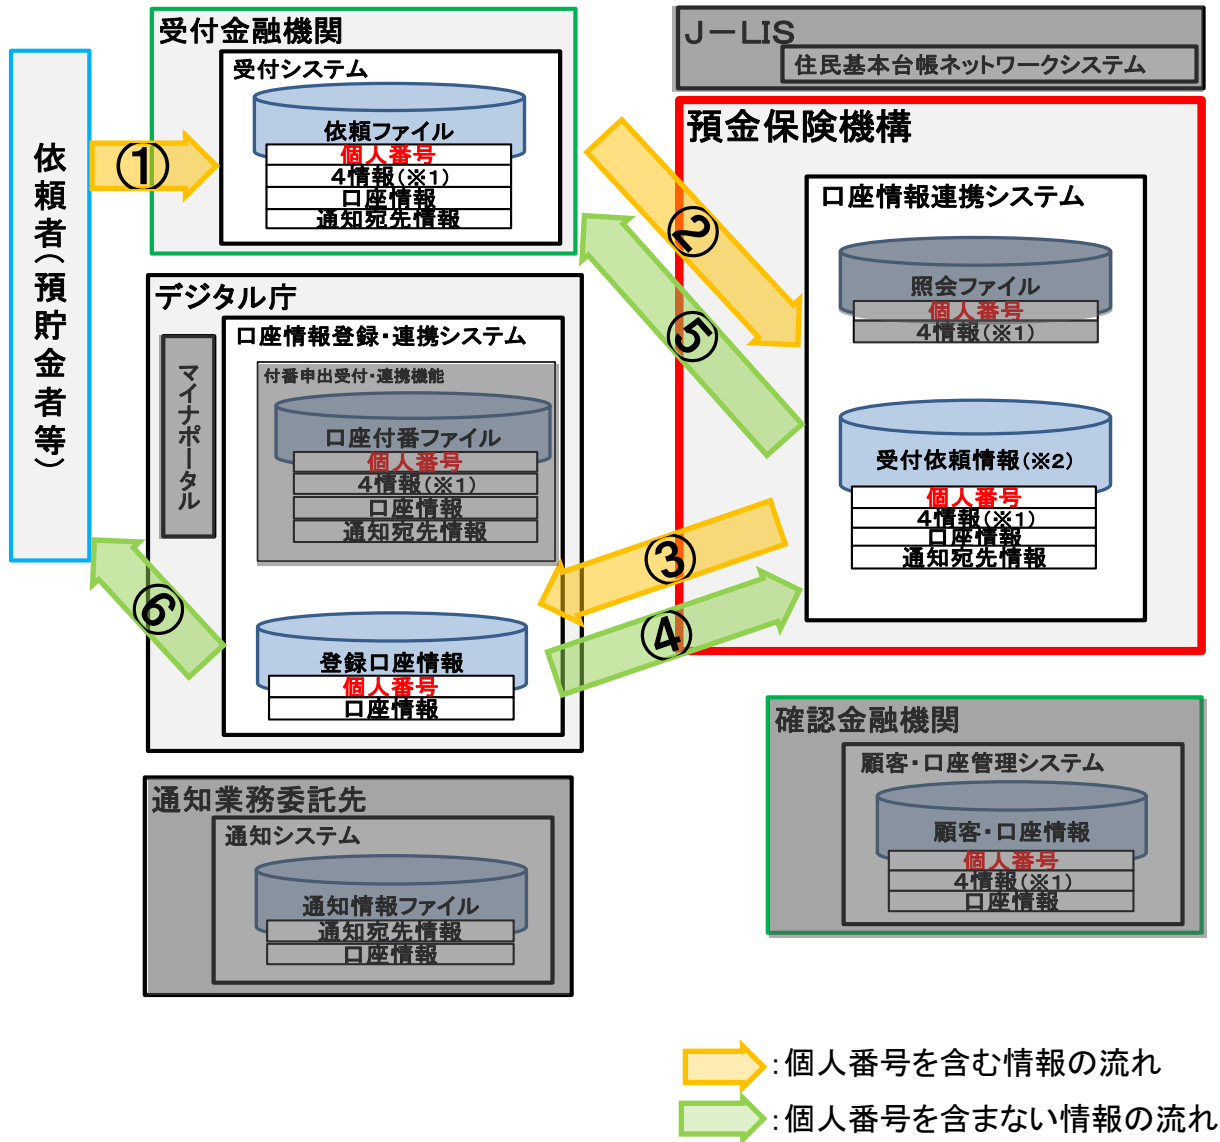 受付金融機関
受付システム
依頼ファイル
個人番号
4情報(※1)
口座情報
通知宛先情報
J－LIS
住民基本台帳ネットワークシステム
依頼者(預貯金者等)
①
②
預金保険機構
口座情報連携システム
照会ファイル
個人番号
4情報(※1)
⑤
受付依頼情報(※2)
個人番号
4情報(※1)
口座情報
通知宛先情報
デジタル庁
口座情報登録・連携システム
マイナポータル
付番申出受付・連携機能
口座付番ファイル
個人番号
4情報(※1)
口座情報
通知宛先情報
③
④
⑥
登録口座情報
個人番号
口座情報
確認金融機関
顧客・口座管理システム
顧客・口座情報
個人番号
4情報(※1)
口座情報
通知業務委託先
通知システム
通知情報ファイル
通知宛先情報
口座情報
：個人番号を含む情報の流れ
：個人番号を含まない情報の流れ